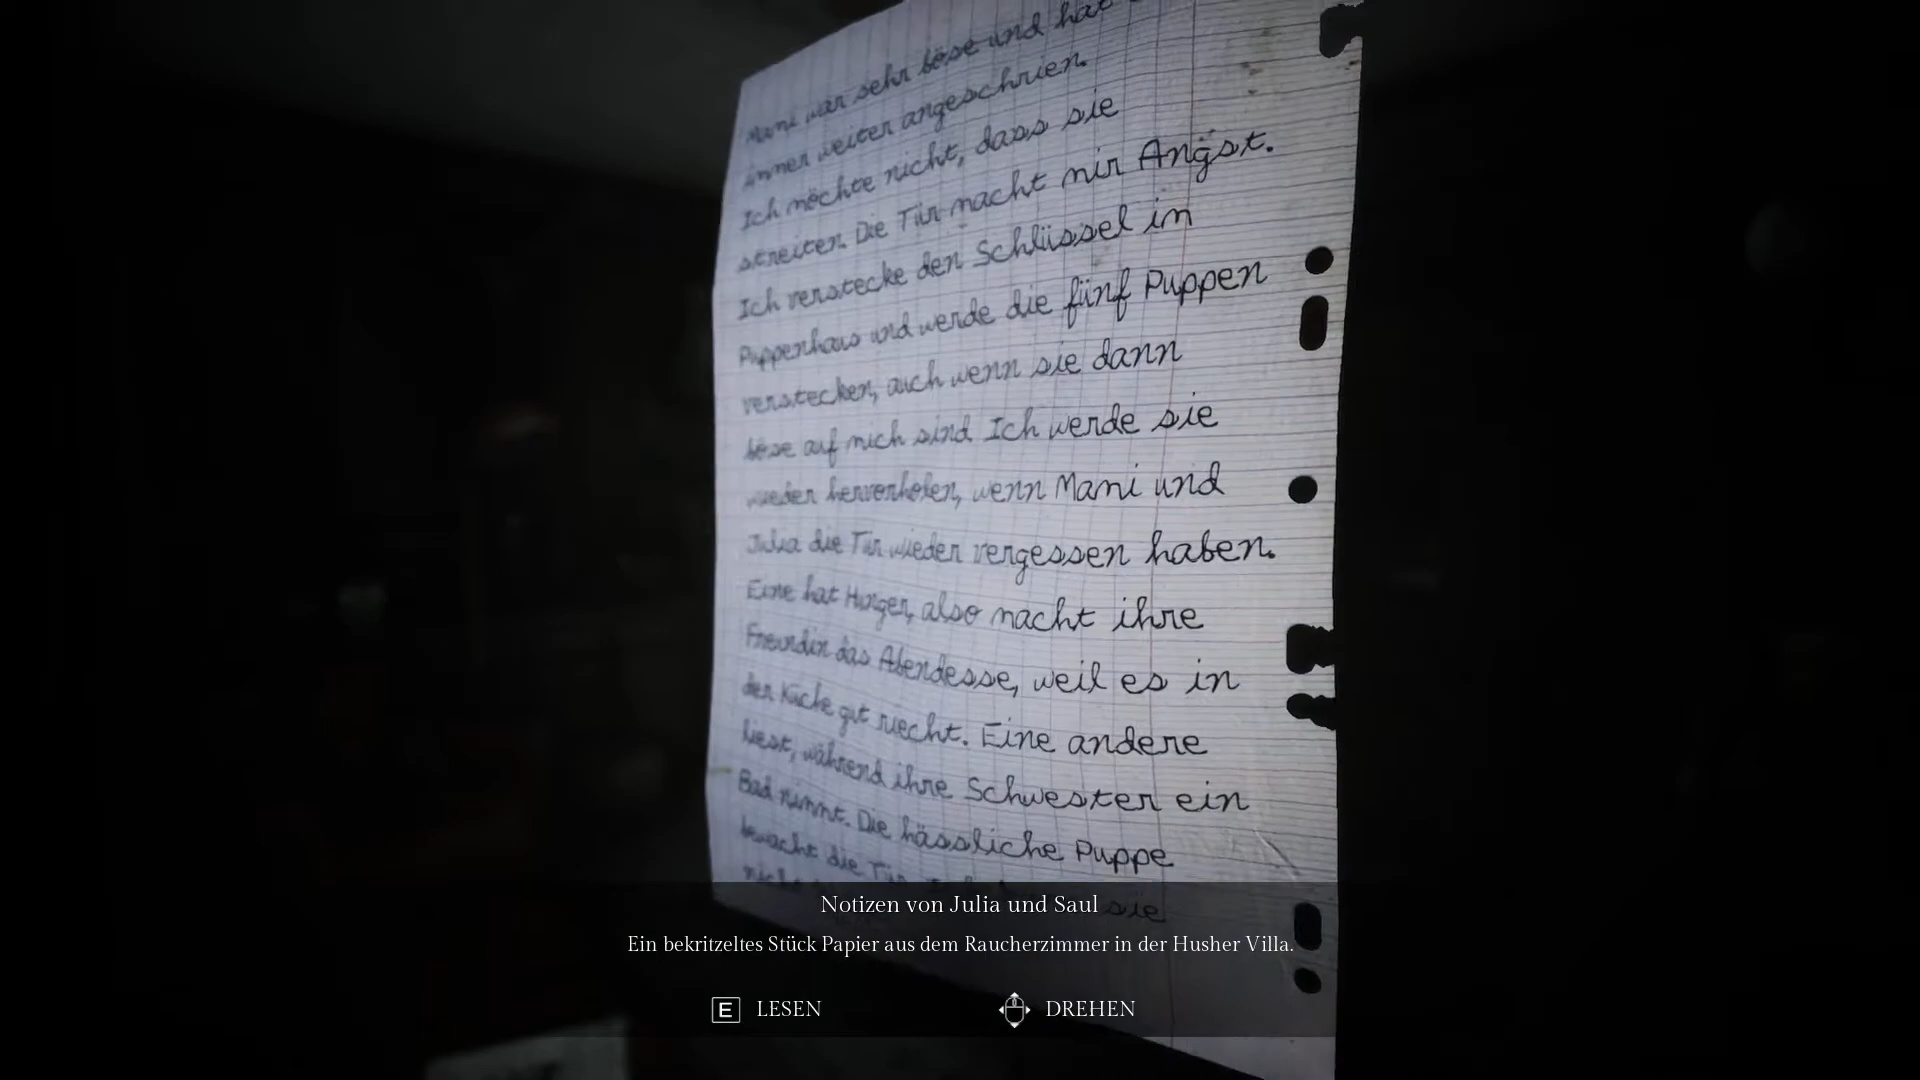 Mami war sehr böse und hat
immer weiter angeschrien.
Ich möchte nicht, dass sie
streiten. Die Tür macht mir Angst.
Ich verstecke den Schlüssel im
Puppenhaus und werde die fünf Puppen
verstecken, auch wenn sie dann
böse auf mich sind Ich werde sie
wieder hervorholen, wenn Mami und
Julia die Tür wieder vergessen haben.
Eine hat Hunger, also macht ihre
Freundin das Abendesse, weil es in
der Küche gut riecht. Eine andere
liest, während ihre Schwester ein
Bad nimmt. Die hässliche Puppe
bewacht die Tür
sie
Notizen von Julia und Saul
Ein bekritzeltes Stück Papier aus dem Raucherzimmer in der Husher Villa.
E LESEN DREHEN